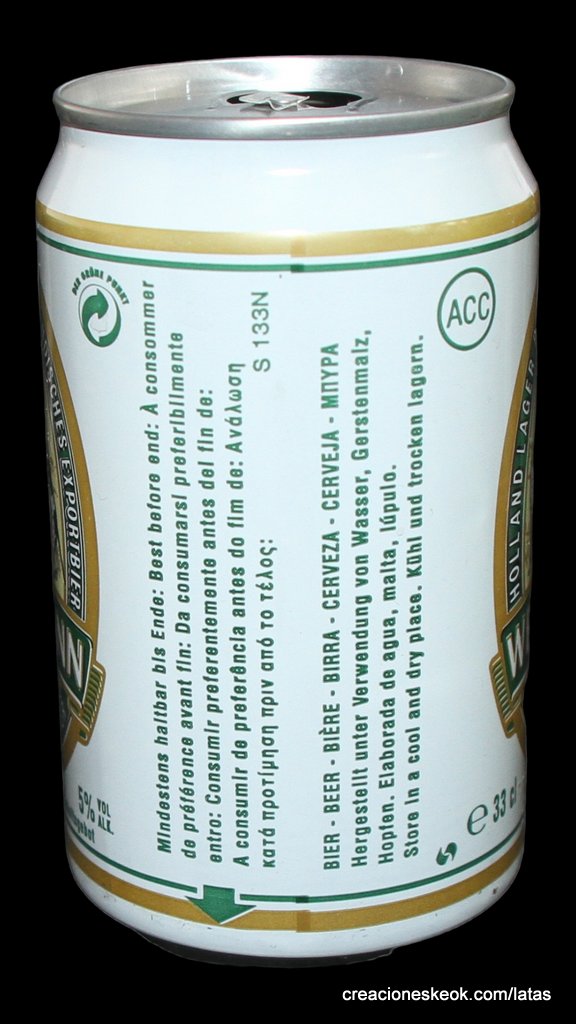 DER GRÜNE PUNKT
Mindestens haltbar bis Ende: Best before end: À consommer
de préférence avant fin: Da consumarsi preferibilmente
entro: Consumir preferentemente antes del fin de:
A consumir de preferência antes do fim de: Ανάλωση
κατά προτίμηση πριν από το τέλος:
S 133N
BIER - BEER - BIÈRE - BIRRA - CERVEZA - CERVEJA - ΜΠΥΡΑ
Hergestellt unter Verwendung von Wasser, Gerstenmalz,
Hopfen. Elaborada de agua, malta, lúpulo.
Store in a cool and dry place. Kühl und trocken lagern.
ACC
EXPORTBIER
HOLLAND LAGER
5% VOL
ALK.
e 33 cl
creacioneskeok.com/latas